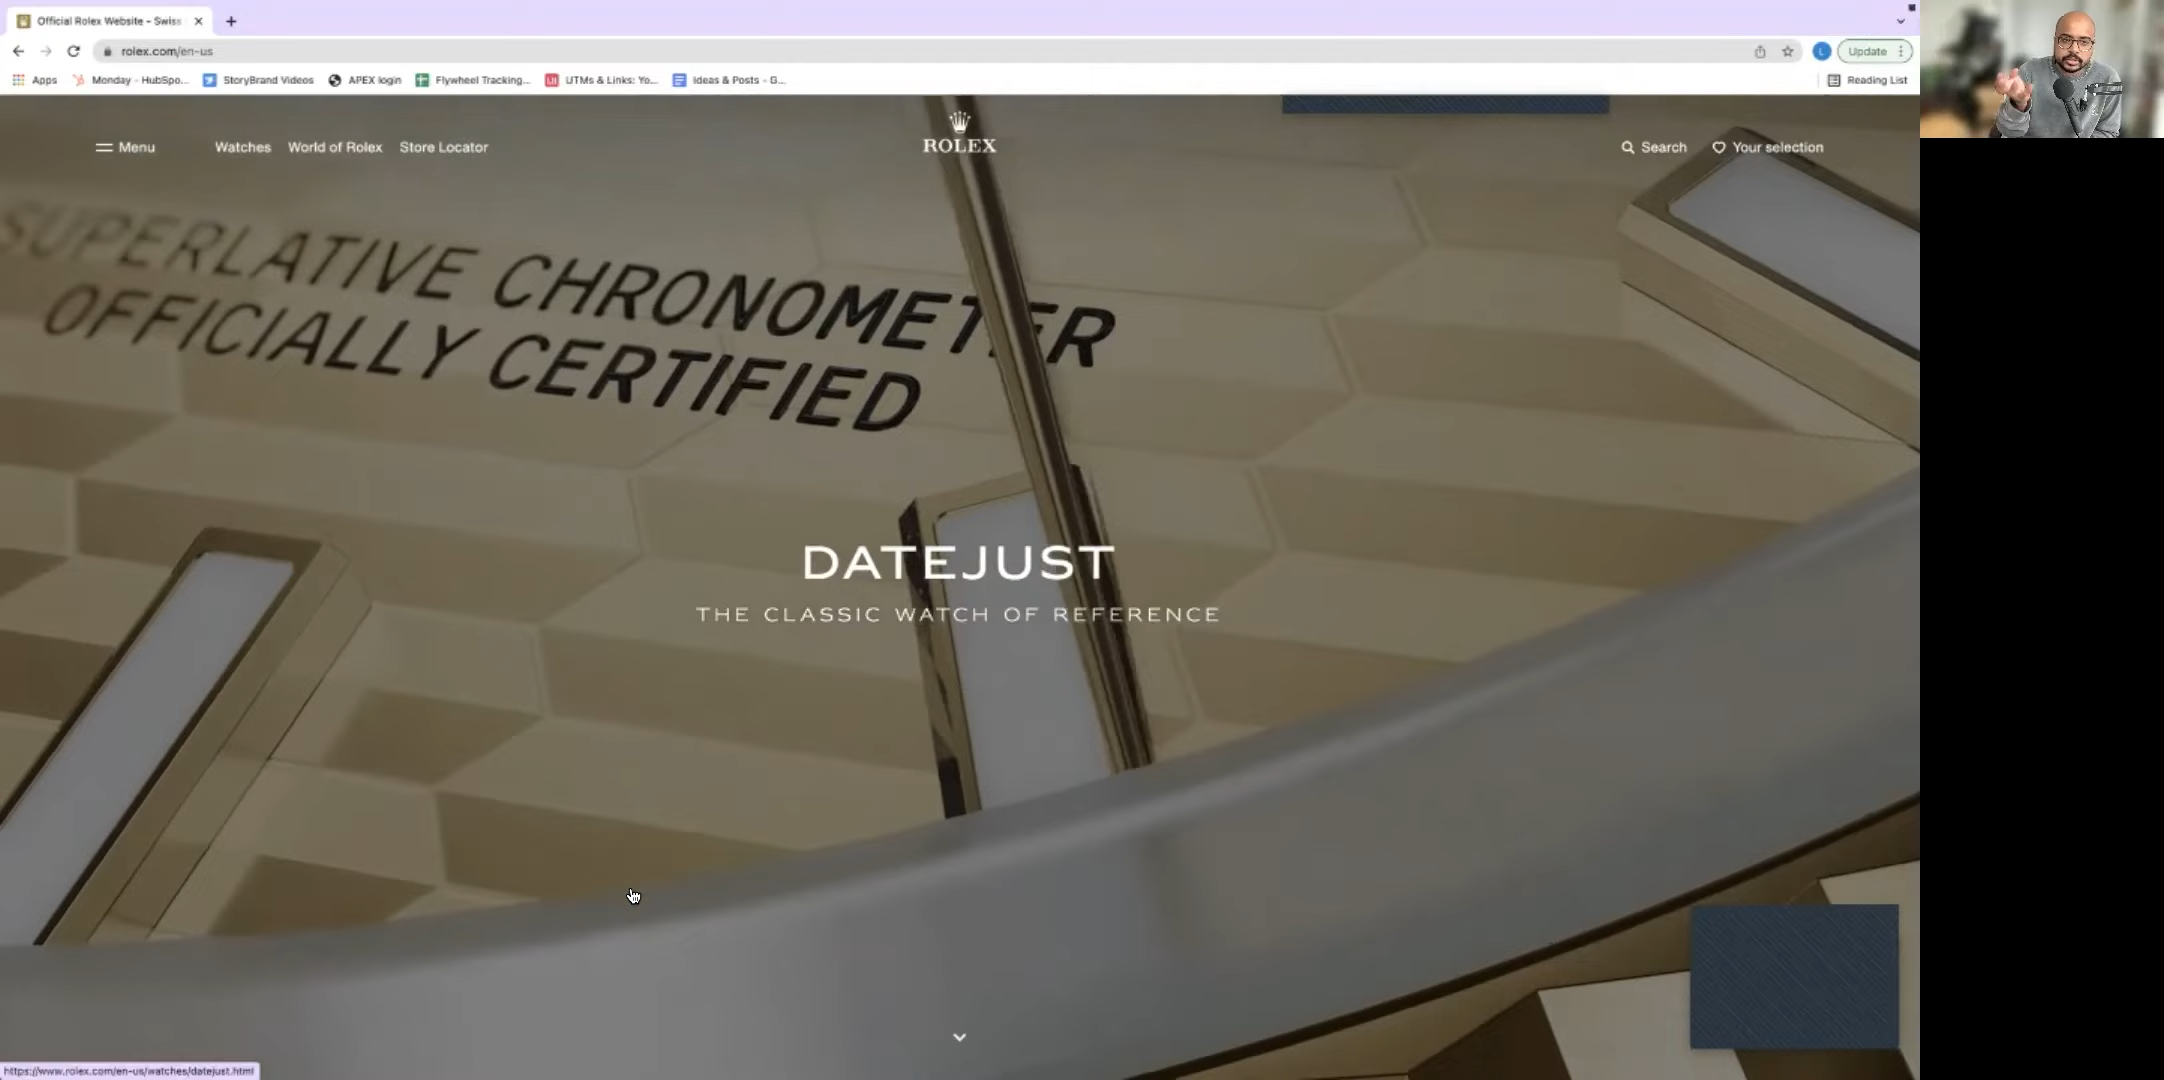 Official Rolex Website - Swiss
rolex.com/en-us
L
Update
Apps
Monday - HubSpo...
StoryBrand Videos
APEX login
Flywheel Tracking...
UTMs & Links: Yo...
Ideas & Posts - G...
Reading List
Menu
Watches
World of Rolex
Store Locator
ROLEX
Search
Your selection
SUPERLATIVE CHRONOMETER
OFFICIALLY CERTIFIED
DATEJUST
THE CLASSIC WATCH OF REFERENCE
https://www.rolex.com/en-us/watches/datejust.html